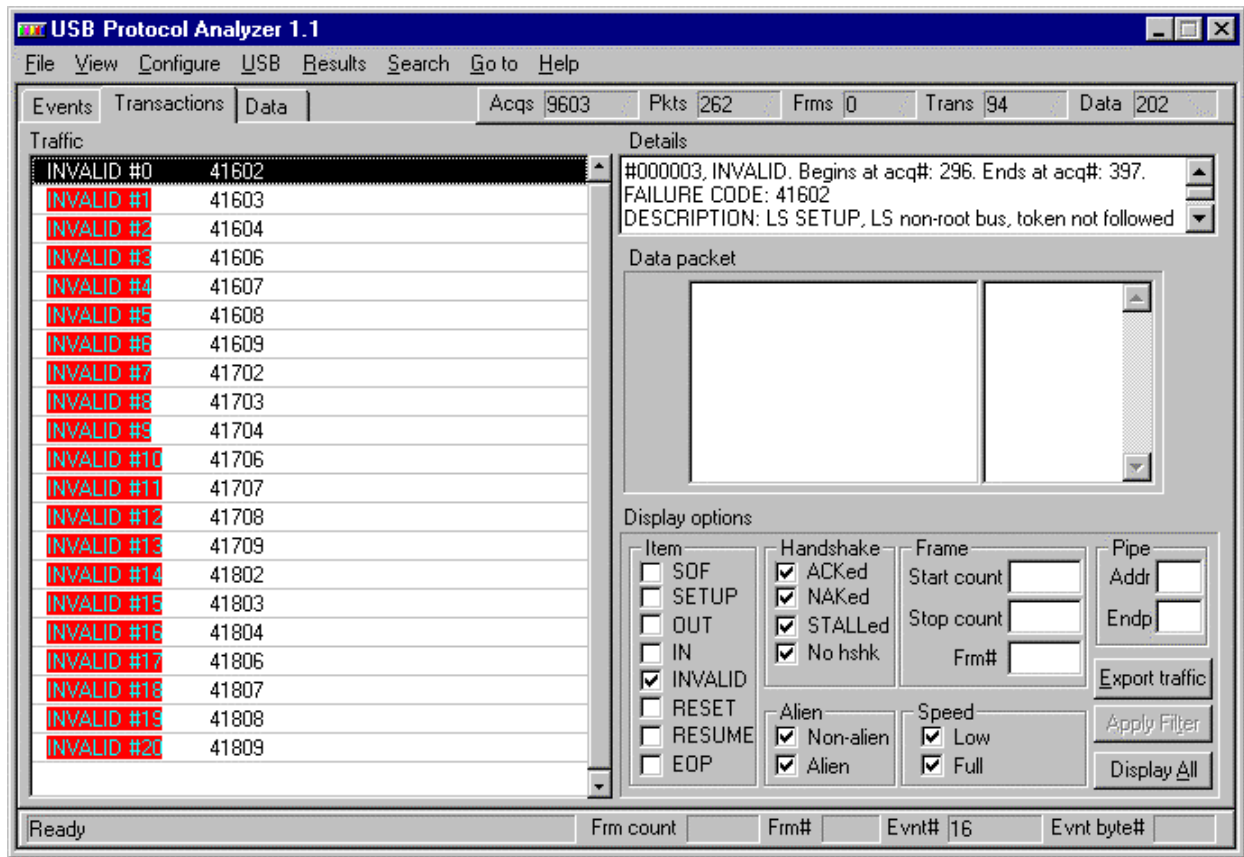 USB Protocol Analyzer 1.1
File View Configure USB Results Search Go to Help
Events Transactions Data Acqs 9603 Pkts 262 Frms 0 Trans 94 Data 202
Traffic
INVALID #0 41602
INVALID #1 41603
INVALID #2 41604
INVALID #3 41606
INVALID #4 41607
INVALID #5 41608
INVALID #6 41609
INVALID #7 41702
INVALID #8 41703
INVALID #9 41704
INVALID #10 41706
INVALID #11 41707
INVALID #12 41708
INVALID #13 41709
INVALID #14 41802
INVALID #15 41803
INVALID #16 41804
INVALID #17 41806
INVALID #18 41807
INVALID #19 41808
INVALID #20 41809
Details
#000003, INVALID. Begins at acq#: 296. Ends at acq#: 397.
FAILURE CODE: 41602
DESCRIPTION: LS SETUP, LS non-root bus, token not followed
Data packet
Display options
Item
SOF
SETUP
OUT
IN
INVALID
RESET
RESUME
EOP
Handshake
ACKed
NAKed
STALLed
No hshk
Alien
Non-alien
Alien
Frame
Start count
Stop count
Frm#
Speed
Low
Full
Pipe
Addr
Endp
Export traffic
Apply Filter
Display All
Ready Frm count Frm# Evnt# 16 Evnt byte#